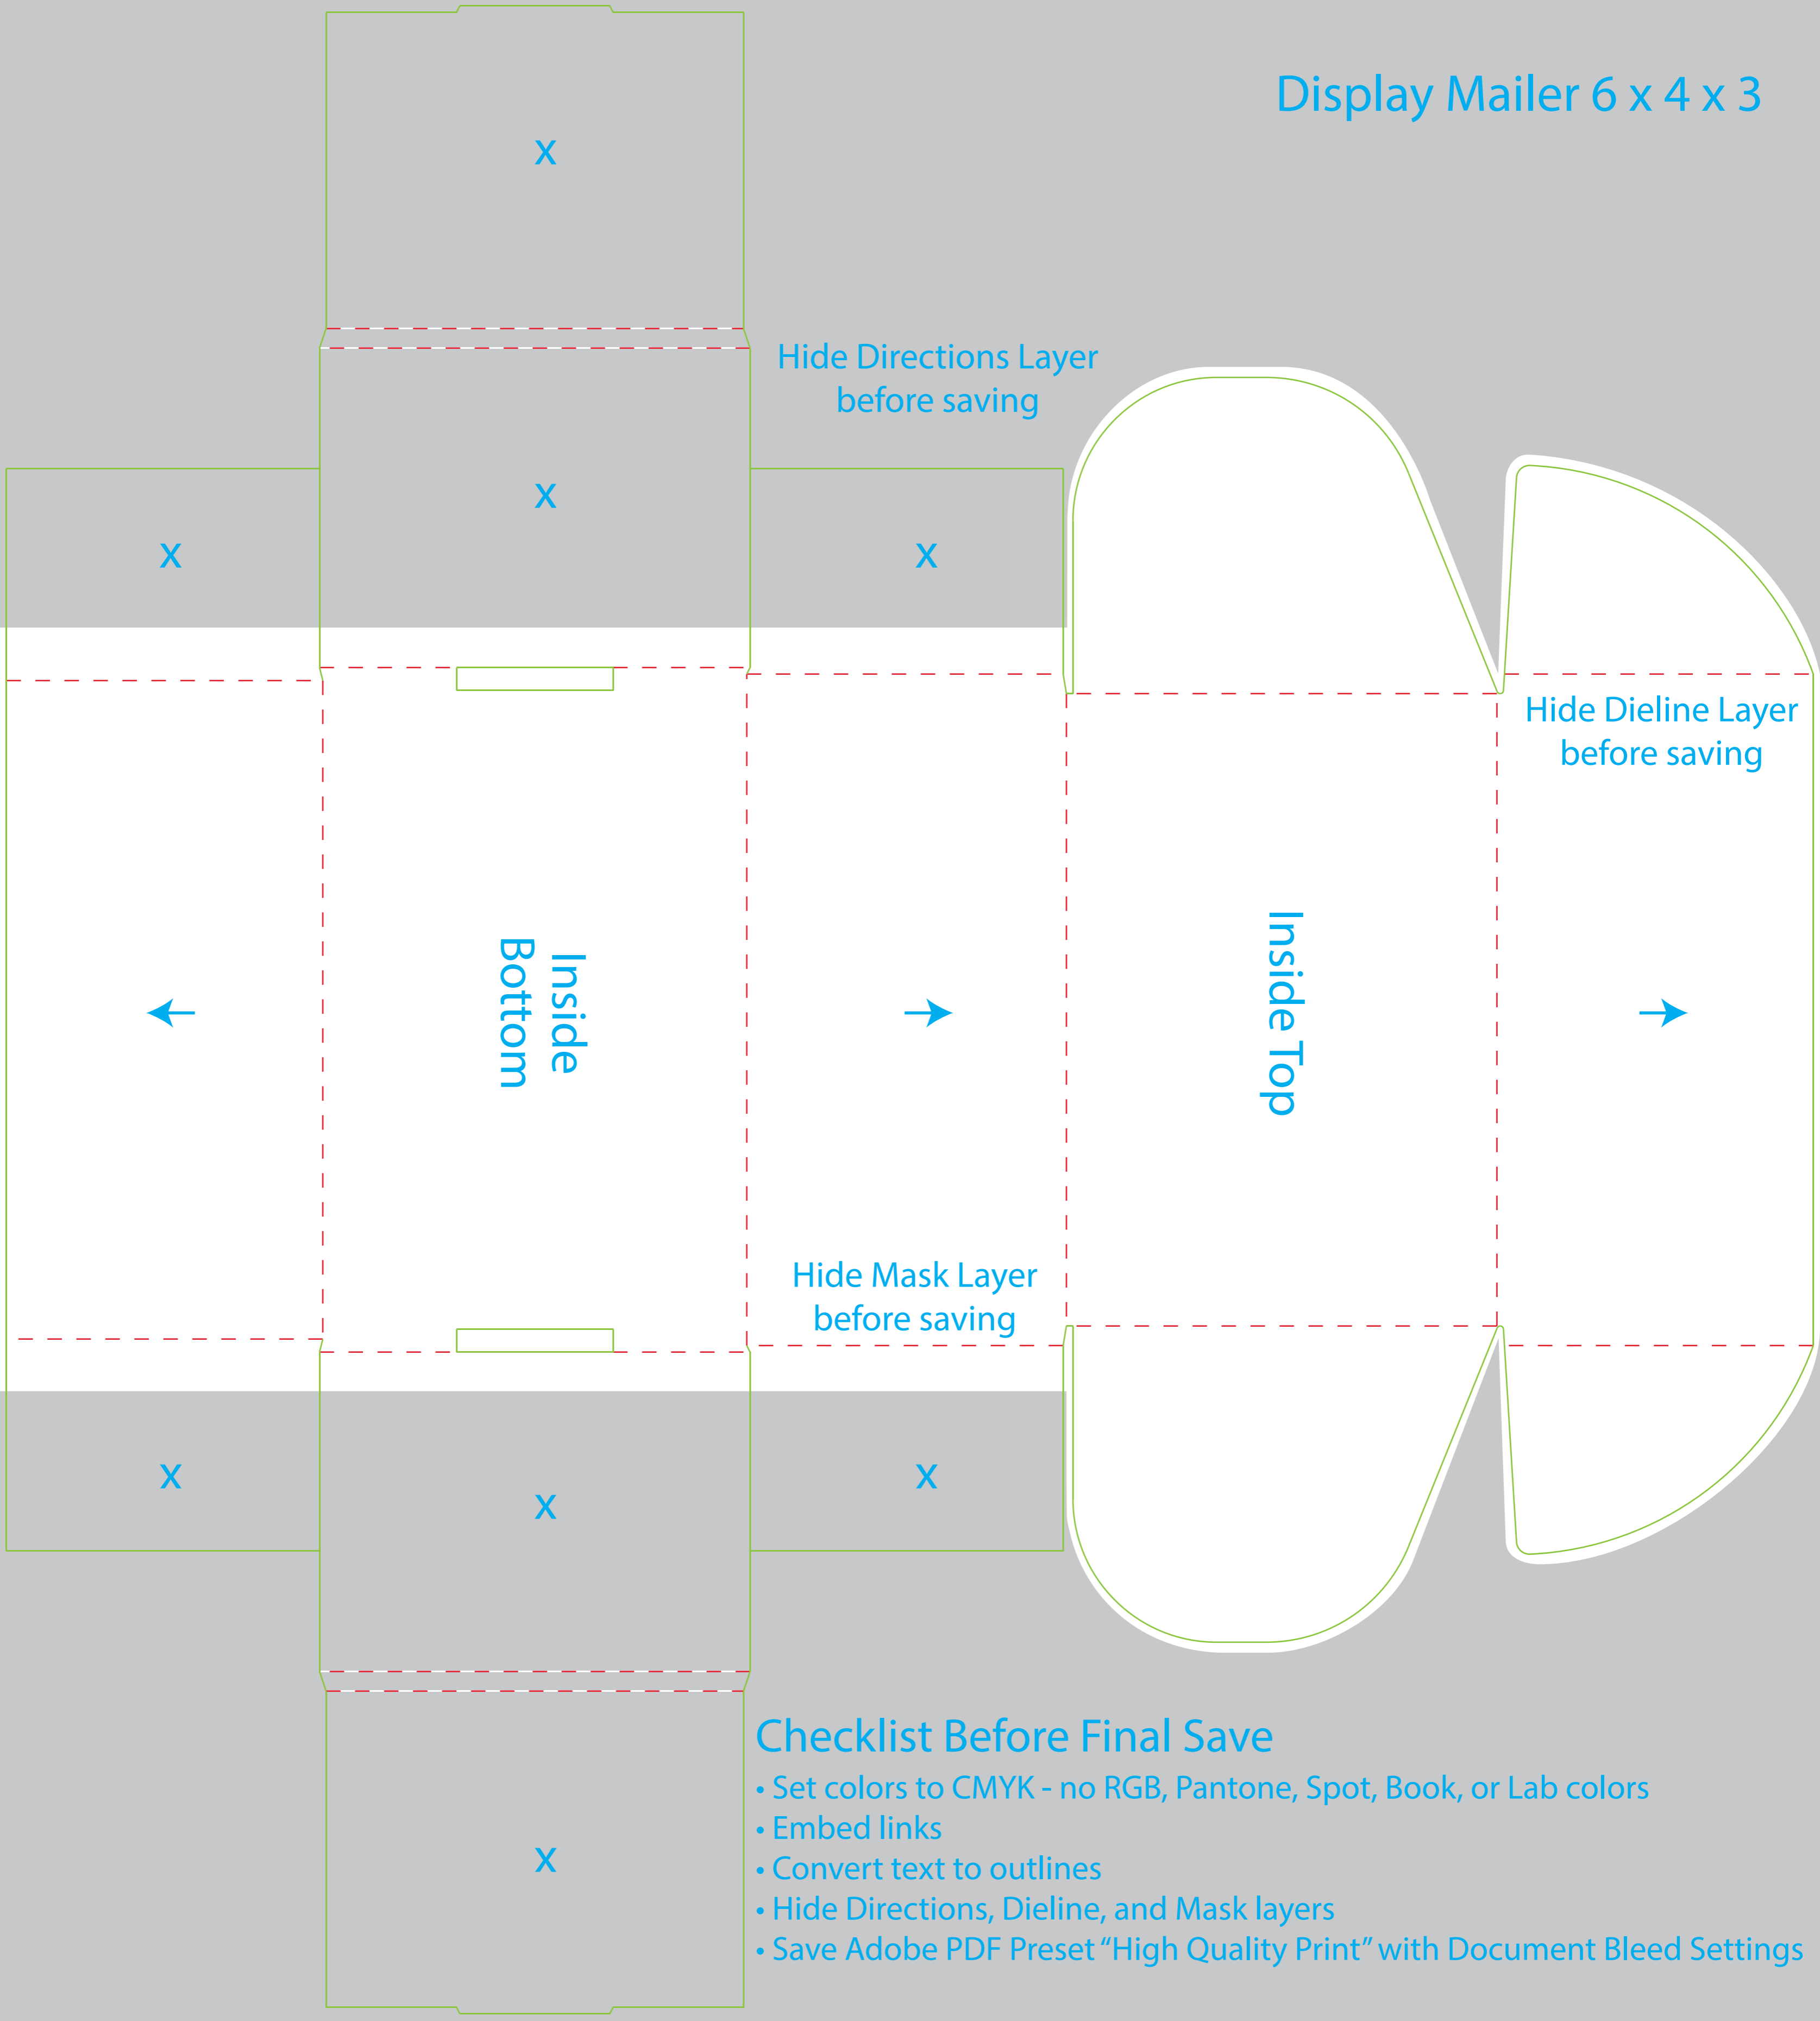 Display Mailer 6 x 4 x 3
x
Hide Directions Layer
before saving
x
x
x
Hide Dieline Layer
before saving
Inside
Bottom
Inside Top
Hide Mask Layer
before saving
x
x
x
Checklist Before Final Save
• Set colors to CMYK - no RGB, Pantone, Spot, Book, or Lab colors
• Embed links
• Convert text to outlines
• Hide Directions, Dieline, and Mask layers
• Save Adobe PDF Preset “High Quality Print” with Document Bleed Settings
x